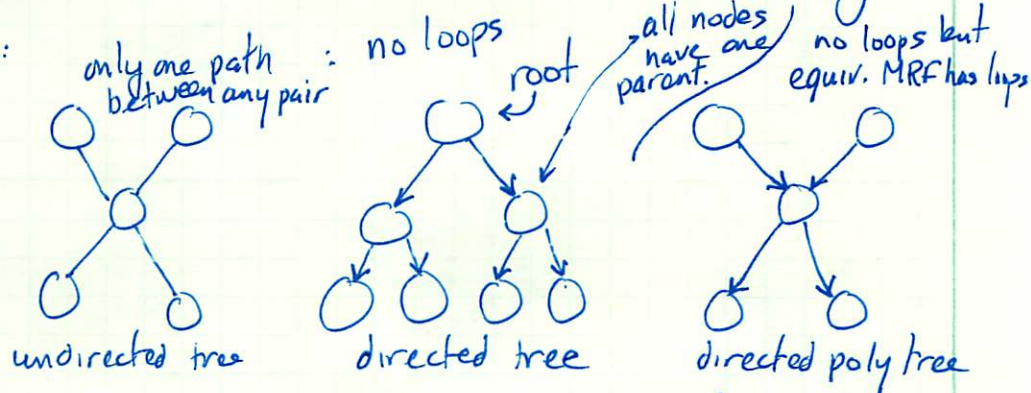 :
only one path
between any pair
: no loops
root
all nodes
have one
parent.
no loops but
equiv. MRF has loops
undirected tree
directed tree
directed poly tree